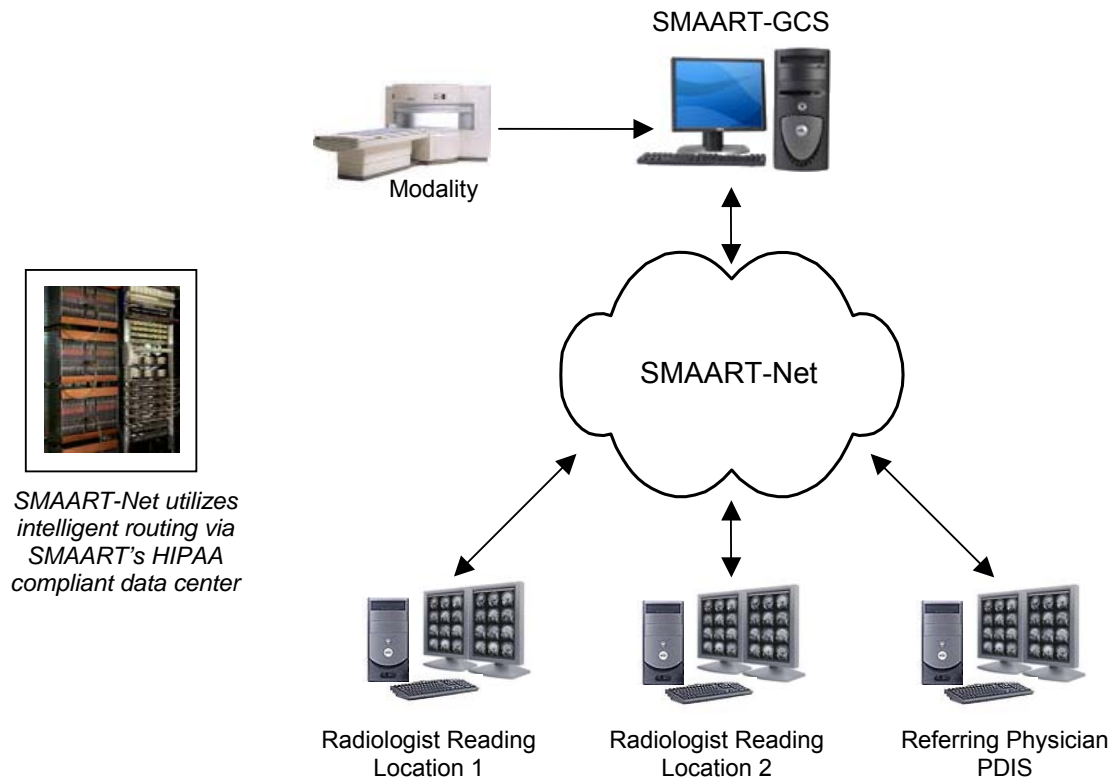 SMAART-GCS
Modality
SMAART-Net
SMAART-Net utilizes
intelligent routing via
SMAART’s HIPAA
compliant data center
Radiologist Reading
Location 1
Radiologist Reading
Location 2
Referring Physician
PDIS